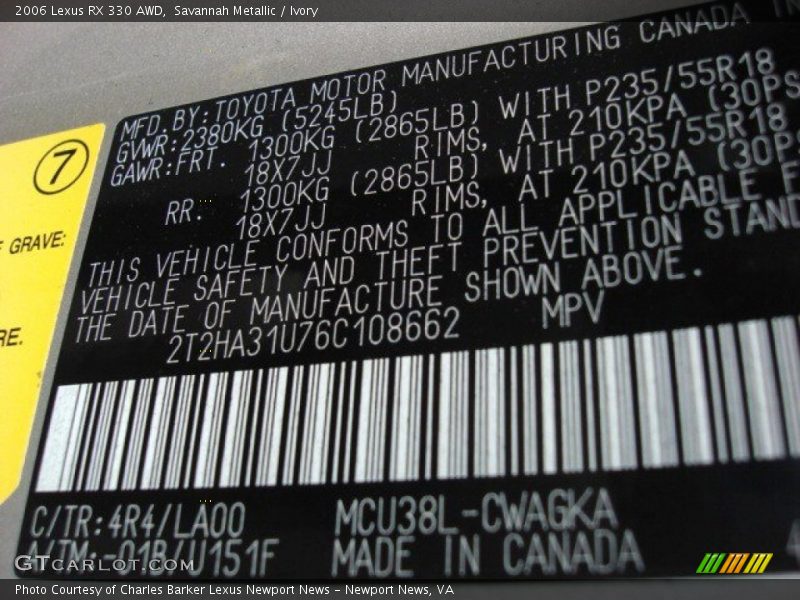 2006 Lexus RX 330 AWD,  Savannah Metallic / Ivory
MFD.BY:TOYOTA MOTOR MANUFACTURING CANADA
GVWR:2380KG (5245LB)
GAWR:FRT. 1300KG (2865LB) WITH P235/55R18
18X7JJ RIMS, AT 210KPA (30PS
RR. 1300KG (2865LB) WITH P235/55R18
18X7JJ RIMS, AT 210KPA (30PS
THIS VEHICLE CONFORMS TO ALL APPLICABLE F
VEHICLE SAFETY AND THEFT PREVENTION STAND
THE DATE OF MANUFACTURE SHOWN ABOVE.
2T2HA31U76C108662 MPV
C/TR:4R4/LA00 MCU38L-CWAGKA
A/TM:-01B/U151F MADE IN CANADA
7
GRAVE:
RE.
GTcarlot.com
Photo Courtesy of Charles Barker Lexus Newport News – Newport News, VA